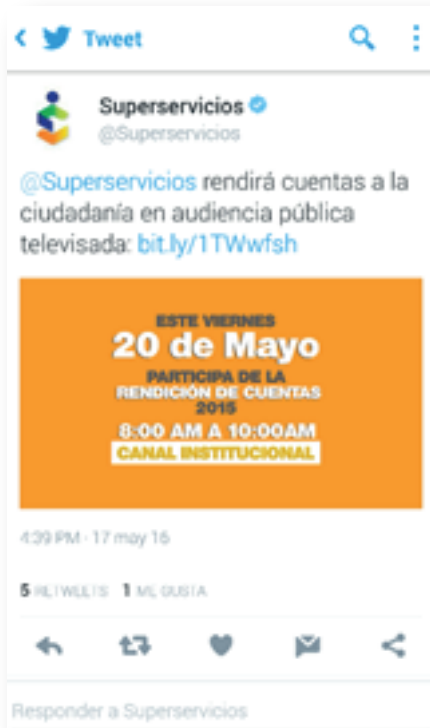 Tweet
Superservicios
@Superservicios
@Superservicios rendirá cuentas a la
ciudadanía en audiencia pública
televisada: bit.ly/1TWwfsh
ESTE VIERNES
20 de Mayo
PARTICIPA DE LA
RENDICIÓN DE CUENTAS
2015
8:00 AM A 10:00AM
CANAL INSTITUCIONAL
4:39 PM · 17 may 16
5 RETWEETS 1 ME GUSTA
Responder a Superservicios